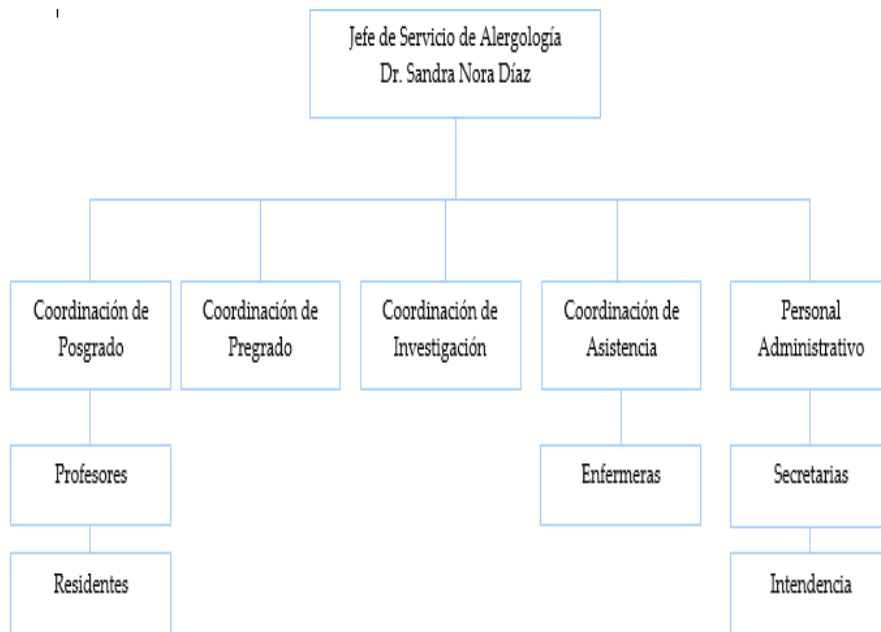 Jefe de Servicio de Alergología
Dr. Sandra Nora Díaz
Coordinación de
Posgrado
Coordinación de
Pregrado
Coordinación de
Investigación
Coordinación de
Asistencia
Personal
Administrativo
Profesores
Enfermeras
Secretarias
Residentes
Intendencia